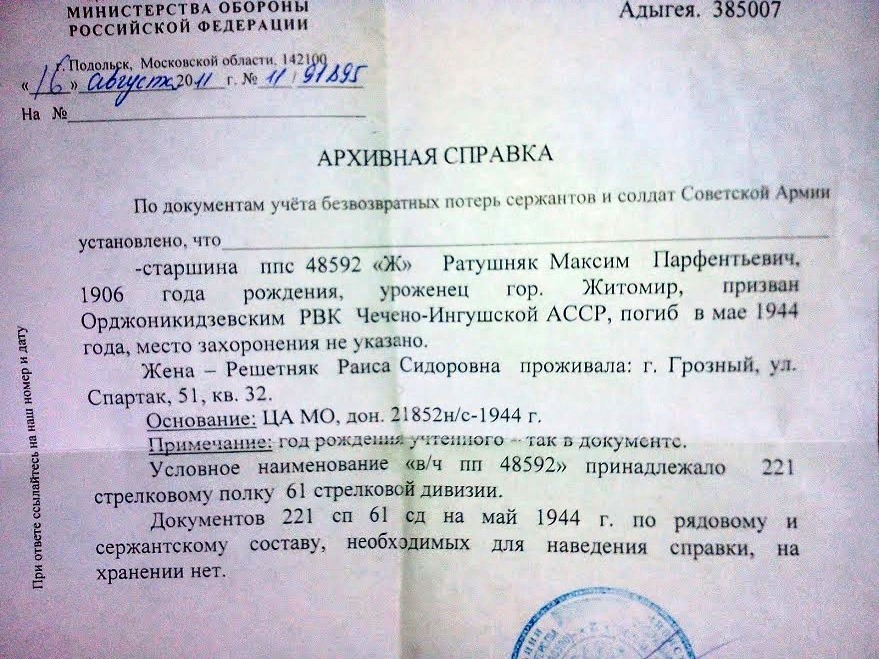 МИНИСТЕРСТВА ОБОРОНЫ
РОССИЙСКОЙ ФЕДЕРАЦИИ
Адыгея. 385007
г. Подольск, Московской области, 142100
«16» августа 2011 г. № 11/91895
На №
АРХИВНАЯ СПРАВКА
По документам учёта безвозвратных потерь сержантов и солдат Советской Армии
установлено, что
-старшина ппс 48592 «Ж» Ратушняк Максим Парфентьевич,
1906 года рождения, уроженец гор. Житомир, призван
Орджоникидзевским РВК Чечено-Ингушской АССР, погиб в мае 1944
года, место захоронения не указано.
Жена – Решетняк Раиса Сидоровна проживала: г. Грозный, ул.
Спартак, 51, кв. 32.
Основание: ЦА МО, дон. 21852н/с-1944 г.
Примечание: год рождения учтенного – так в документе.
Условное наименование «в/ч пп 48592» принадлежало 221
стрелковому полку 61 стрелковой дивизии.
Документов 221 сп 61 сд на май 1944 г. по рядовому и
сержантскому составу, необходимых для наведения справки, на
хранении нет.
При ответе ссылайтесь на наш номер и дату